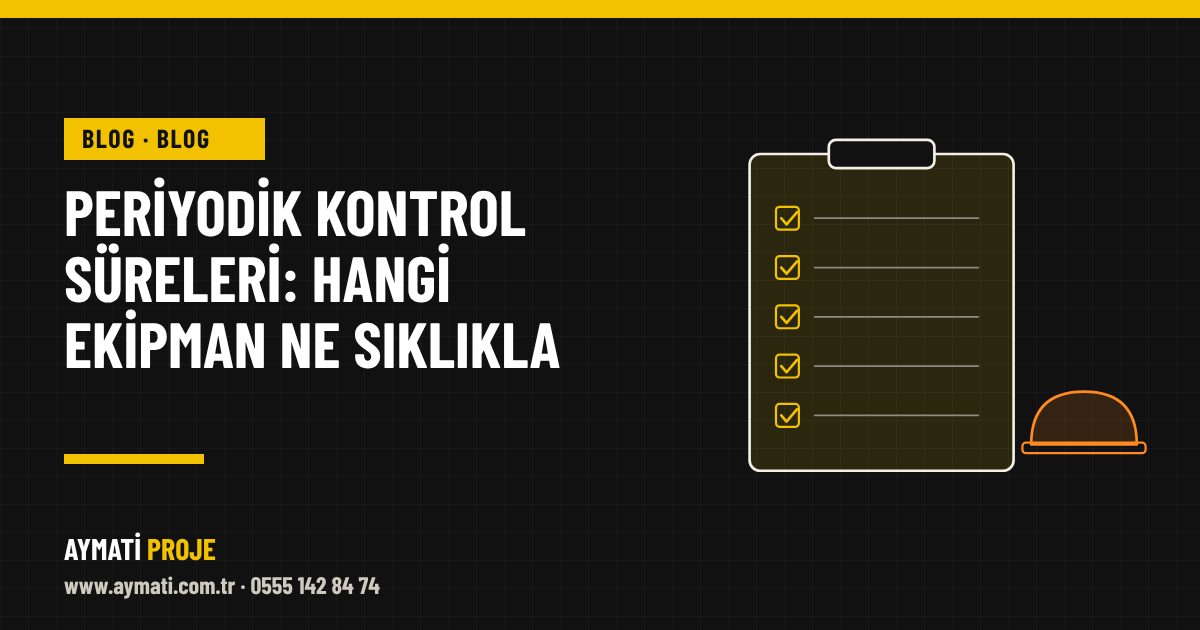 BLOG · BLOG
PERİYODİK KONTROL
SÜRELERİ: HANGİ
EKİPMAN NE SIKLIKLA
AYMATİ PROJE
www.aymati.com.tr · 0555 142 84 74